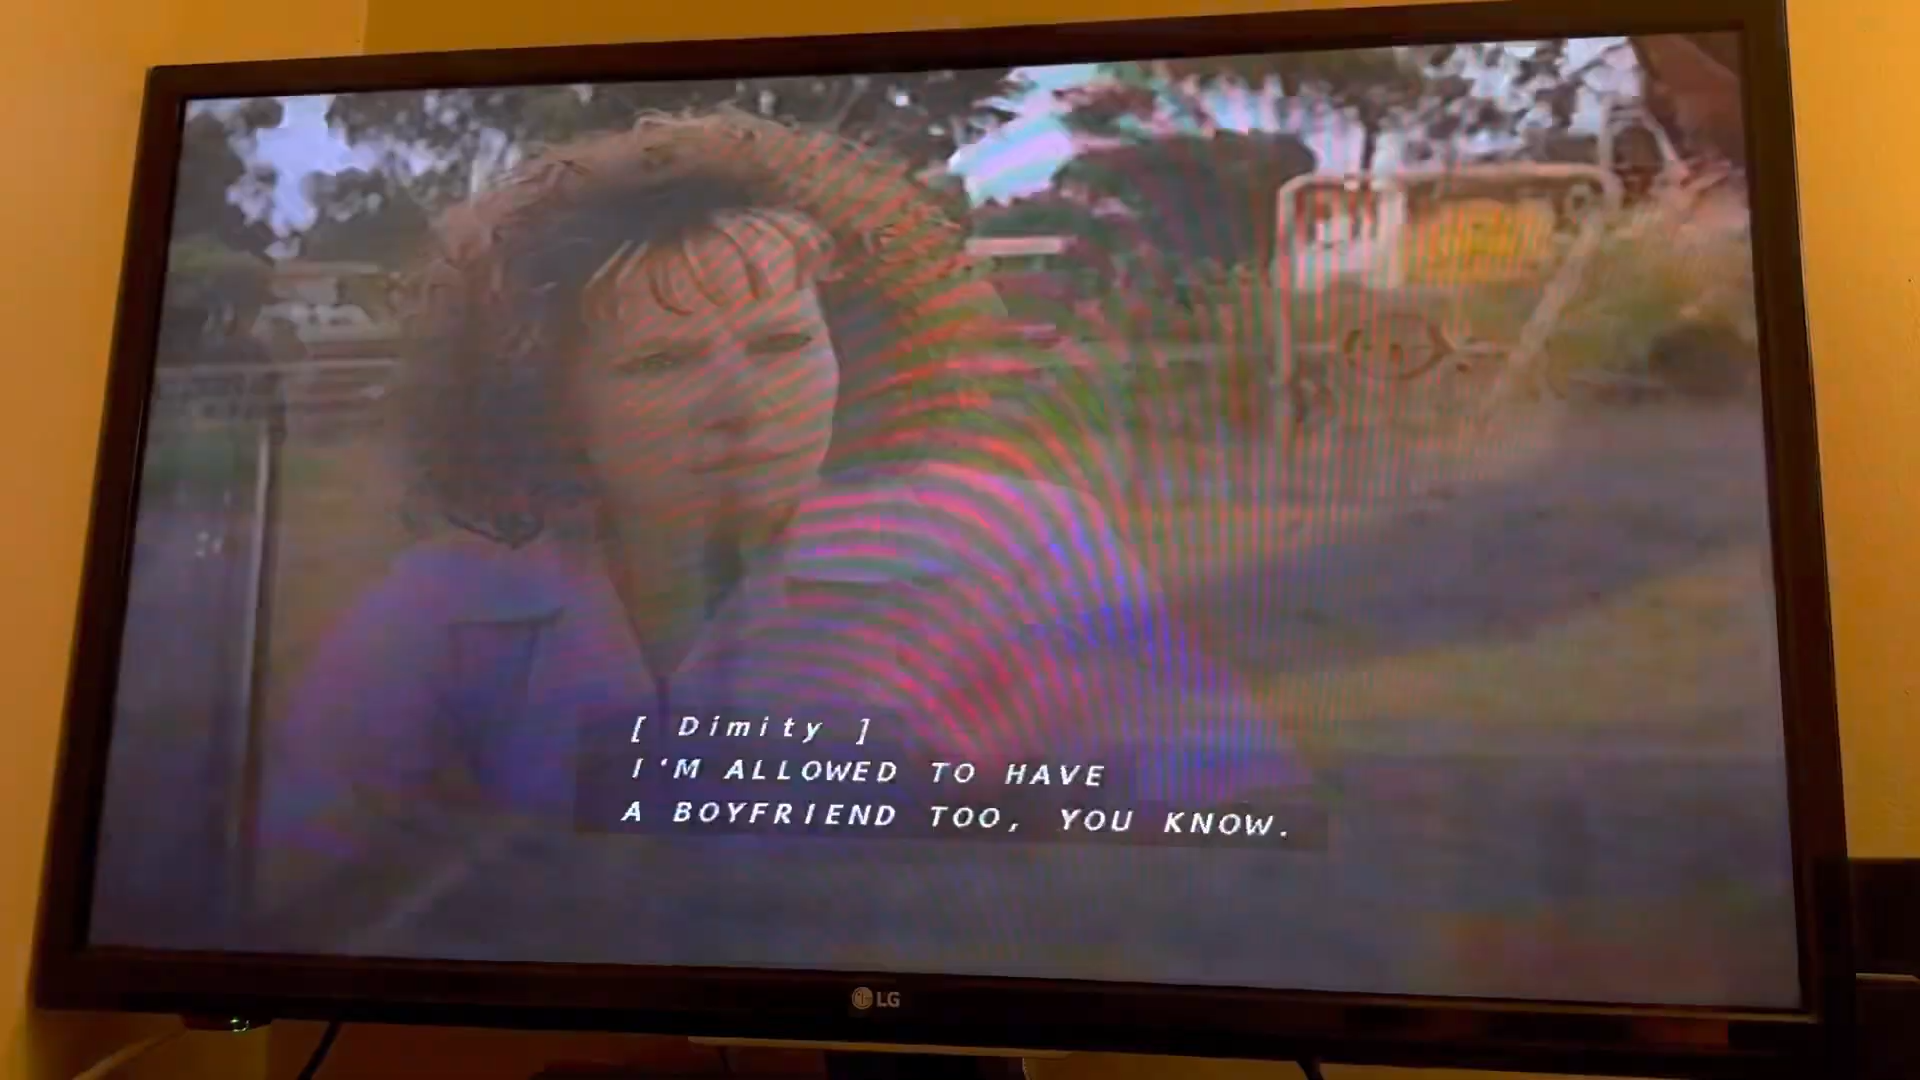 [ Dimity ]
I'M ALLOWED TO HAVE
A BOYFRIEND TOO, YOU KNOW.
LG